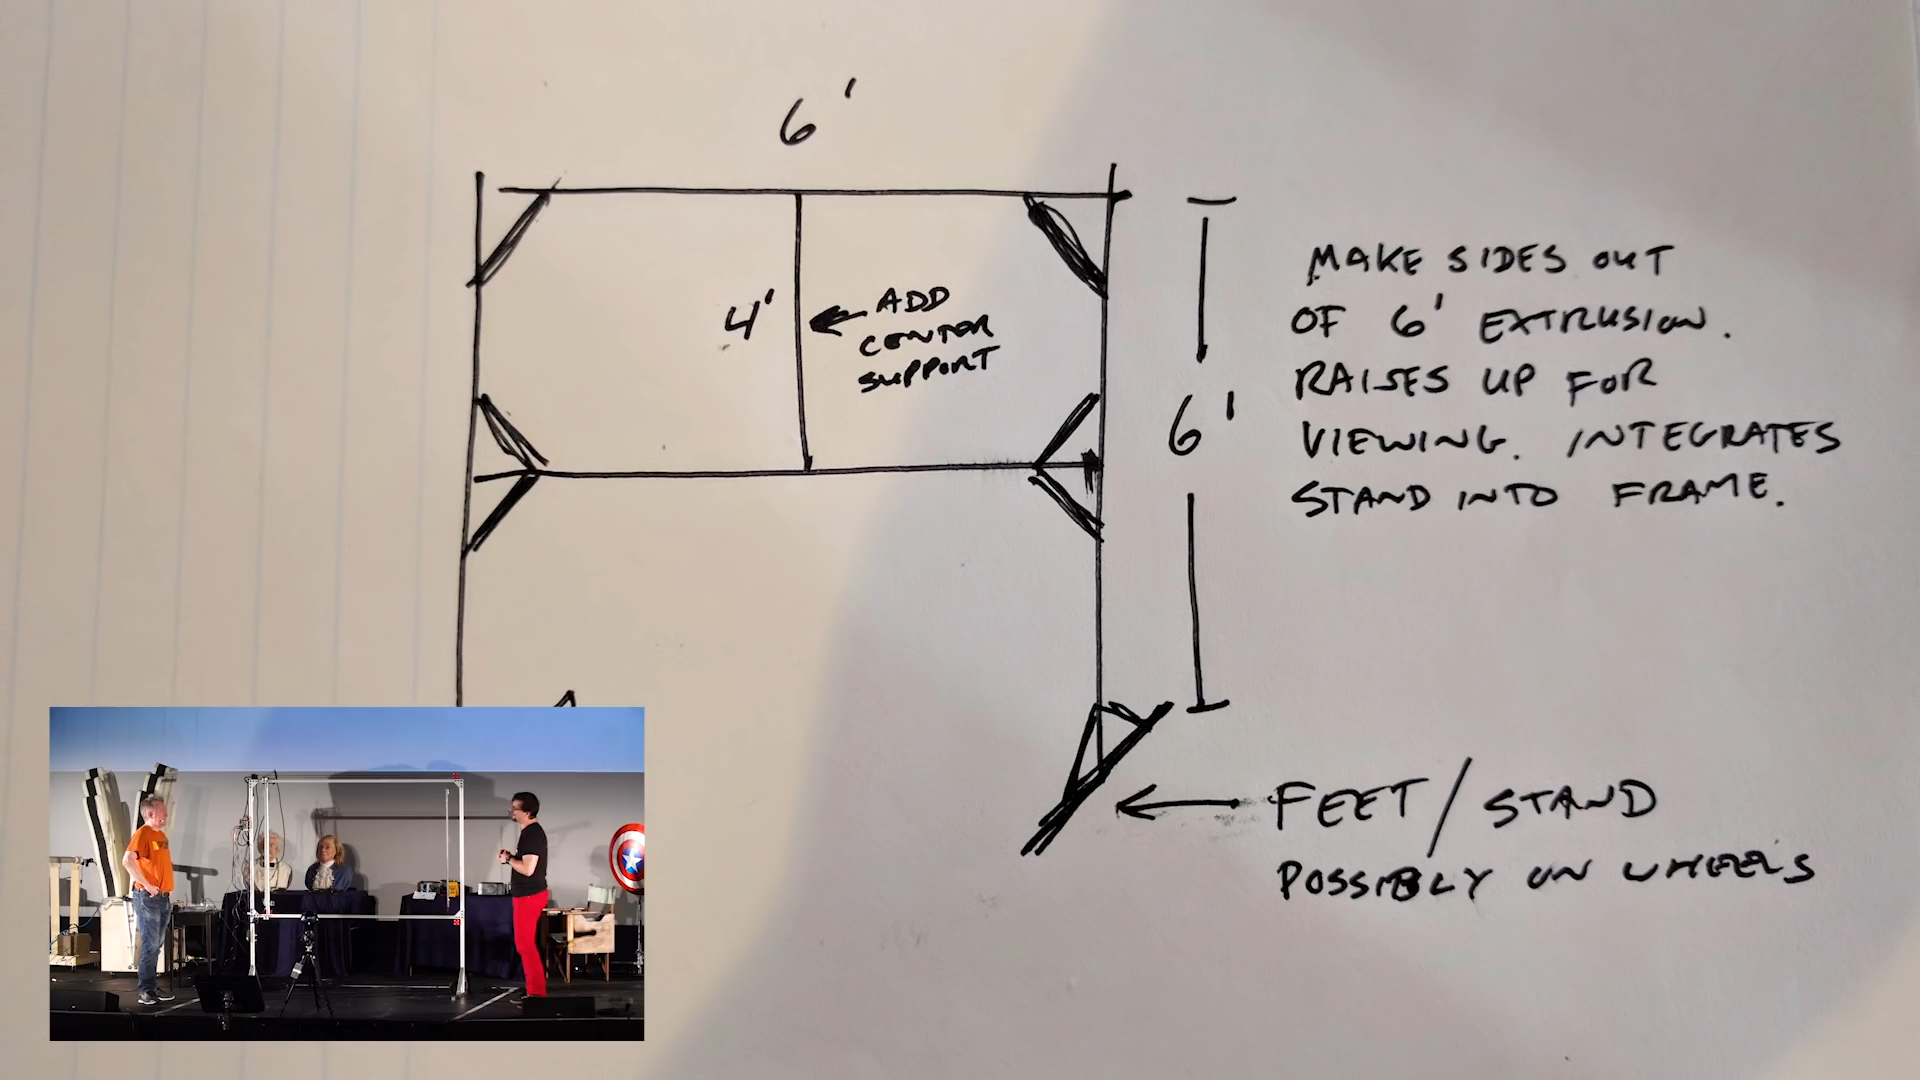 6'
4'
ADD
CENTER
SUPPORT
6'
MAKE SIDES OUT
OF 6' EXTRUSION.
RAISES UP FOR
VIEWING. INTEGRATES
STAND INTO FRAME.
FEET/STAND
POSSIBLY ON WHEELS